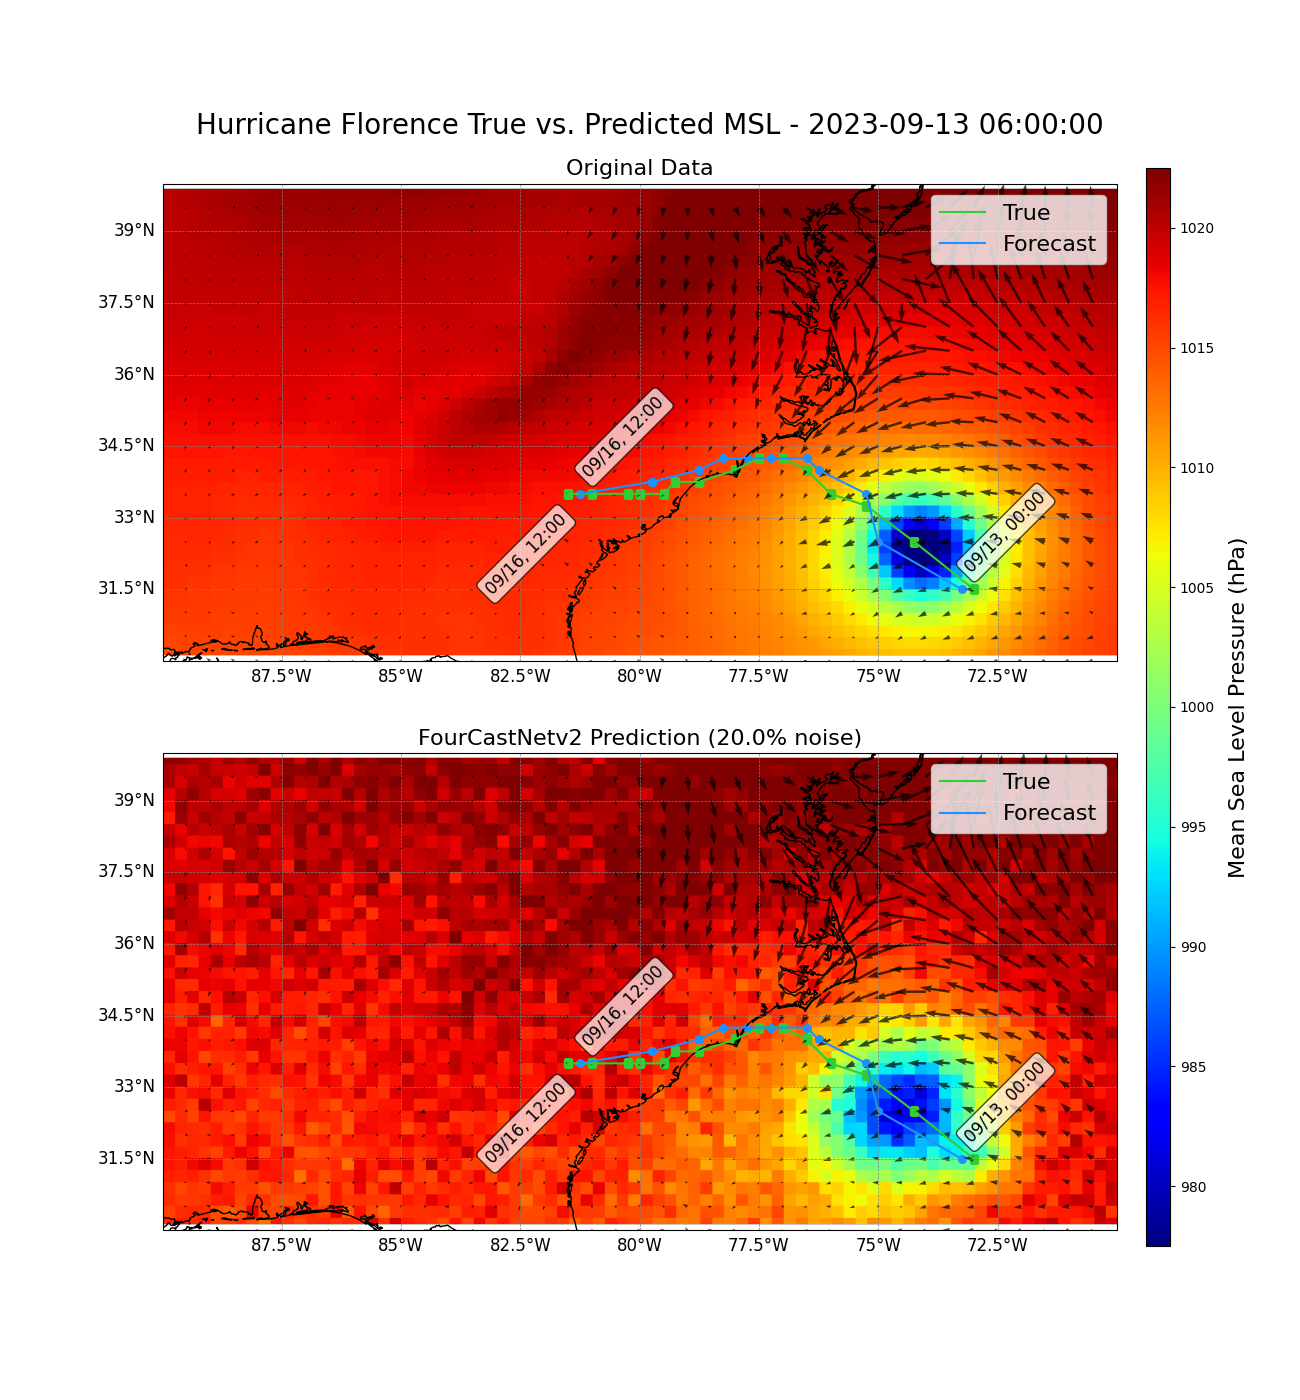 Hurricane Florence True vs. Predicted MSL - 2023-09-13 06:00:00
Original Data
True
Forecast
39°N
37.5°N
36°N
34.5°N
33°N
31.5°N
09/16, 12:00
09/16, 12:00
09/13, 00:00
87.5°W
85°W
82.5°W
80°W
77.5°W
75°W
72.5°W
FourCastNetv2 Prediction (20.0% noise)
True
Forecast
39°N
37.5°N
36°N
34.5°N
33°N
31.5°N
09/16, 12:00
09/16, 12:00
09/13, 00:00
87.5°W
85°W
82.5°W
80°W
77.5°W
75°W
72.5°W
1020
1015
1010
1005
1000
995
990
985
980
Mean Sea Level Pressure (hPa)